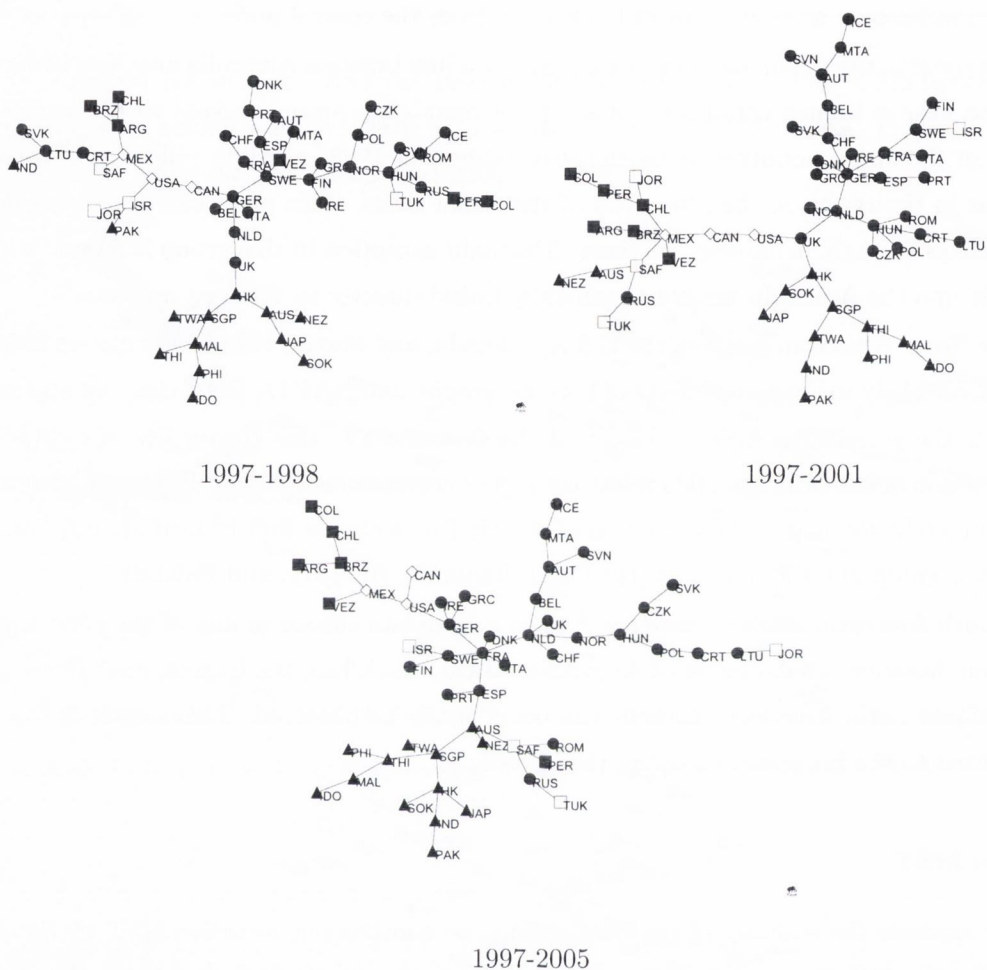 DNK
PRT AUT CZK
CHL
BRZ
ARG
SVK
LTU CRT MEX
IND
SAF
USA CAN
JOR ISR
PAK
CHF ESP MTA
FRA VEZ
SWE FIN GRC
IRE
POL
NOR
ICE
ROM
HUN
RUS
TUK
PER COL
GER
BEL ITA
NLD
UK
HK
TWA SGP AUS NEZ
MAL JAP
THI SOK
PHI
IDO
1997-1998
ICE
MTA
SVN
AUT
BEL
FIN
SVK CHF SWE ISR
DNK IRE FRA ITA
GRC GER ESP PRT
COL
PER JOR
CHL
NOR NLD ROM
HUN CRT LTU
CZK POL
ARG BRZ MEX CAN USA UK
VEZ
AUS SAF
NEZ
RUS
TUK
HK
SOK
JAP SGP
TWA THI MAL
PHI IDO
IND
PAK
1997-2001
COL
CHL
ARG BRZ
CAN
VEZ MEX USA
ICE
MTA
SVN
AUT
BEL
IRE GRC
GER
UK
DNK NLD NOR HUN
CHF
SVK
CZK
POL CRT LTU JOR
ISR SWE FRA
FIN ITA
PRT ESP
AUS
NEZ SAF ROM
PER
RUS
TUK
PHI TWA
THI SGP
MAL
IDO
HK
SOK JAP
IND
PAK
1997-2005